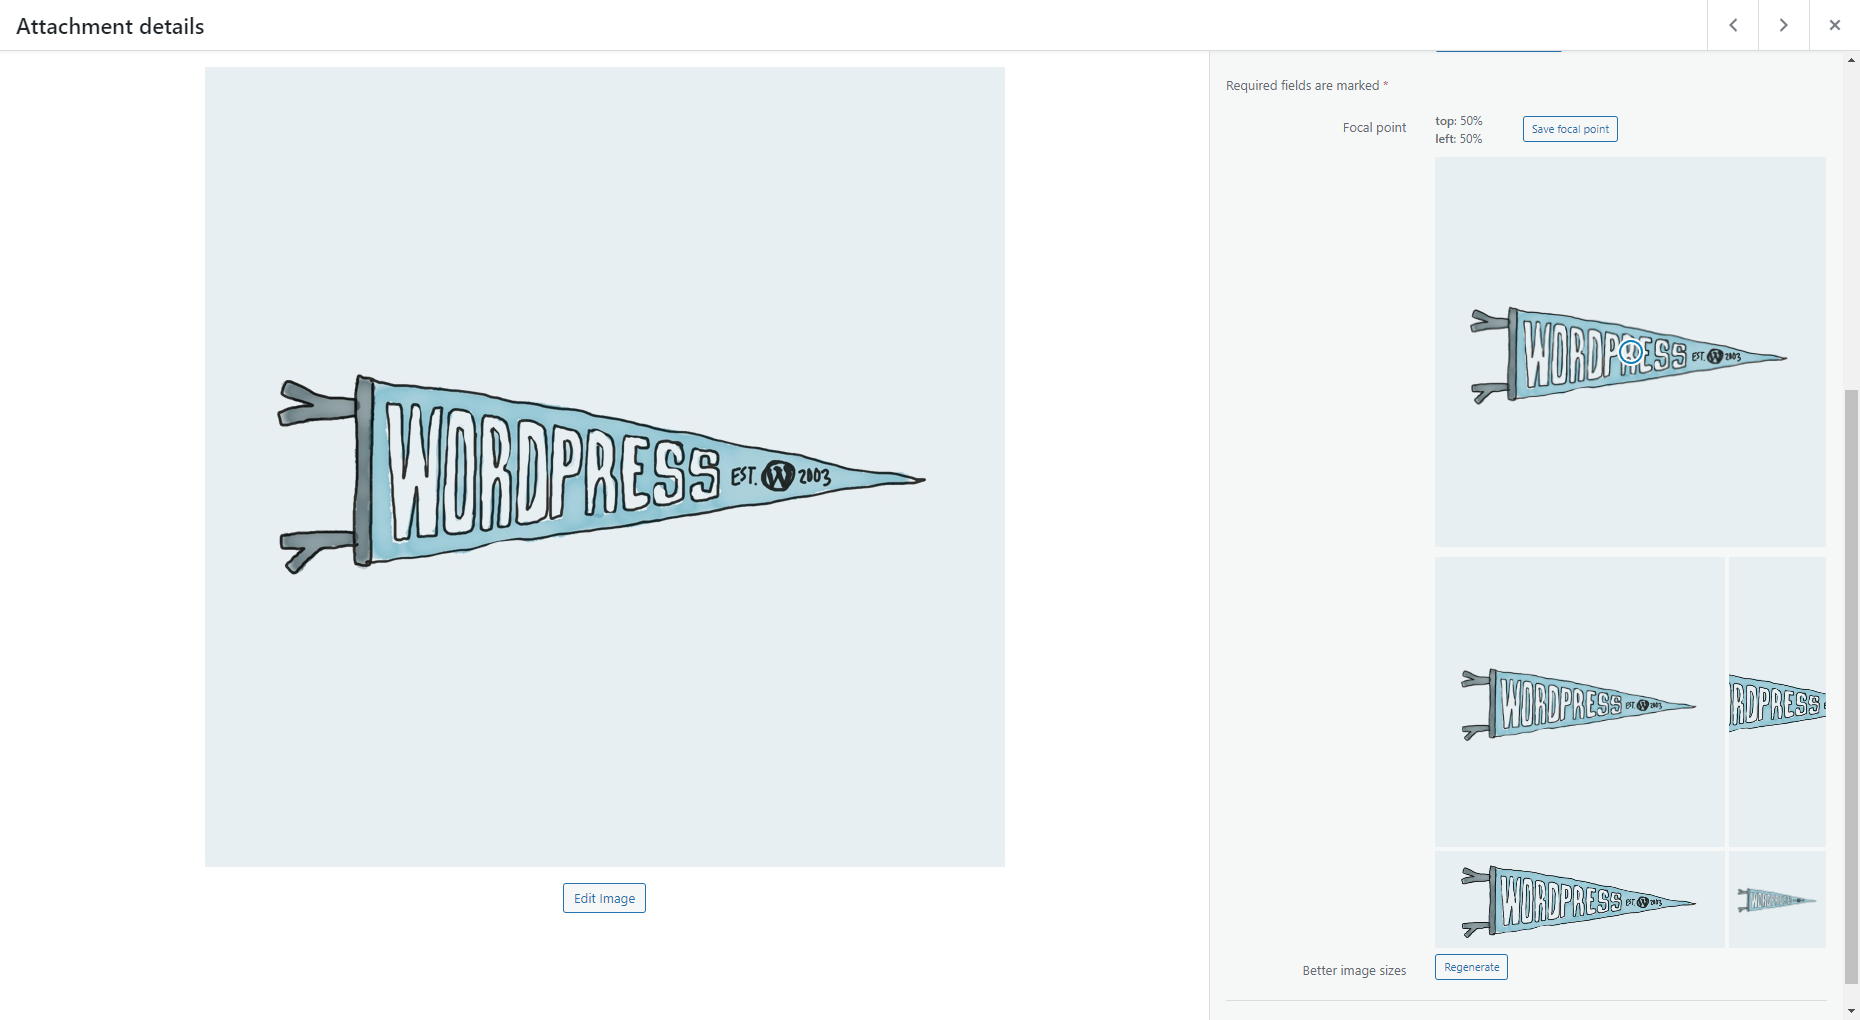 Attachment details
Required fields are marked *
Focal point
top: 50%
left: 50%
Save focal point
WORDPRESS EST. W 2003
WORDPRESS EST. W 2003
WORDPRESS EST. W 2003
RDPRESS
WORDPRESS EST. W 2003
WORDPRESS
Edit Image
Better image sizes
Regenerate